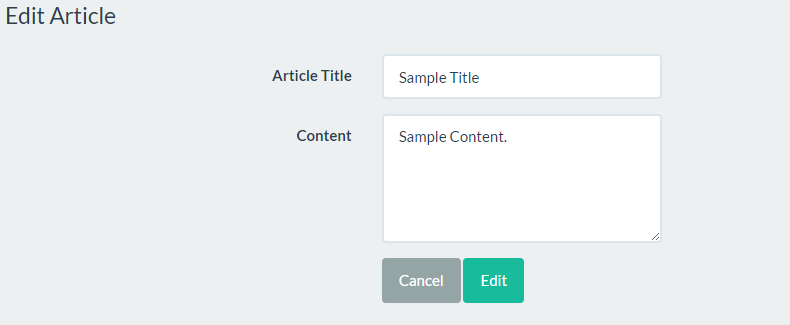 Edit Article
Article Title
Sample Title
Content
Sample Content.
Cancel
Edit